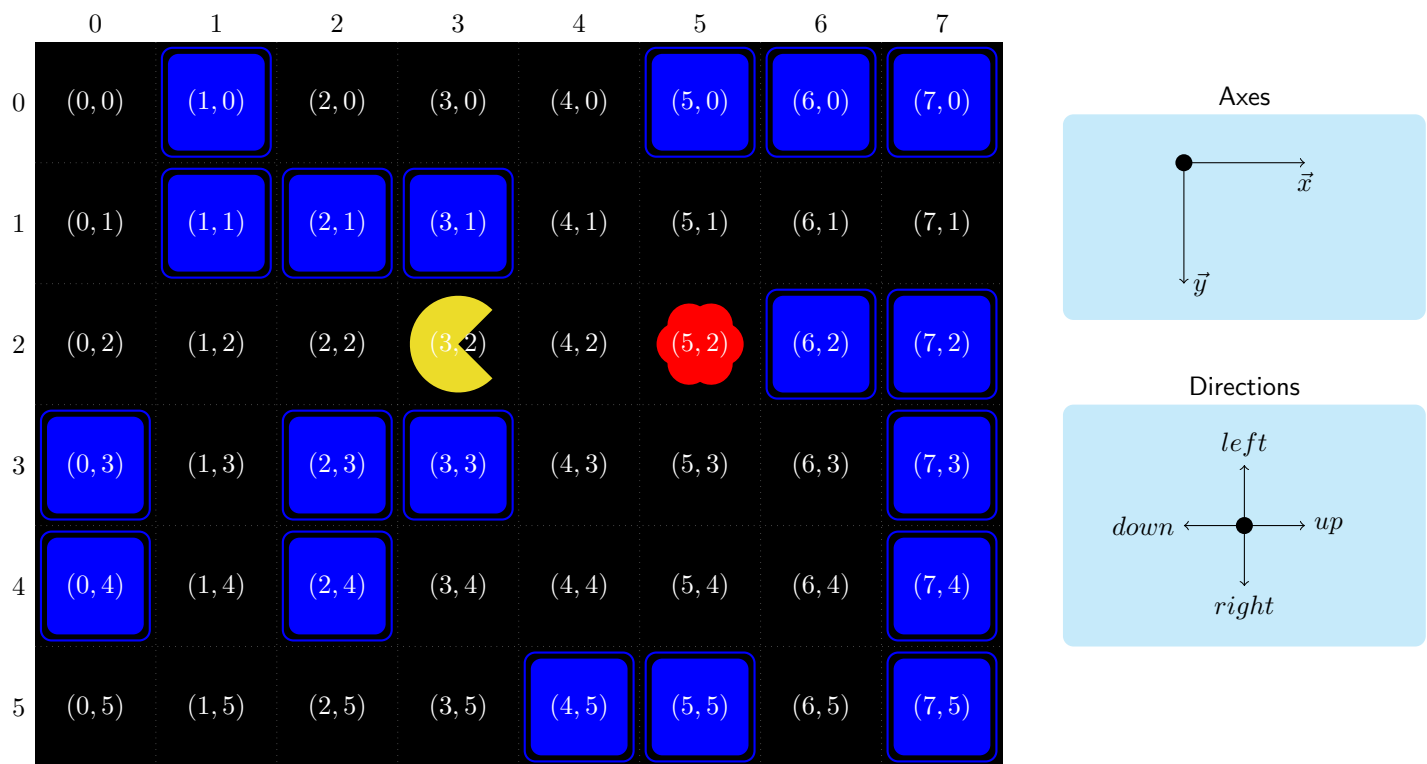 0 1 2 3 4 5 6 7
0 (0, 0) (1, 0) (2, 0) (3, 0) (4, 0) (5, 0) (6, 0) (7, 0)
1 (0, 1) (1, 1) (2, 1) (3, 1) (4, 1) (5, 1) (6, 1) (7, 1)
2 (0, 2) (1, 2) (2, 2) (3, 2) (4, 2) (5, 2) (6, 2) (7, 2)
3 (0, 3) (1, 3) (2, 3) (3, 3) (4, 3) (5, 3) (6, 3) (7, 3)
4 (0, 4) (1, 4) (2, 4) (3, 4) (4, 4) (5, 4) (6, 4) (7, 4)
5 (0, 5) (1, 5) (2, 5) (3, 5) (4, 5) (5, 5) (6, 5) (7, 5)
Axes
x⃗
y⃗
Directions
left
down up
right